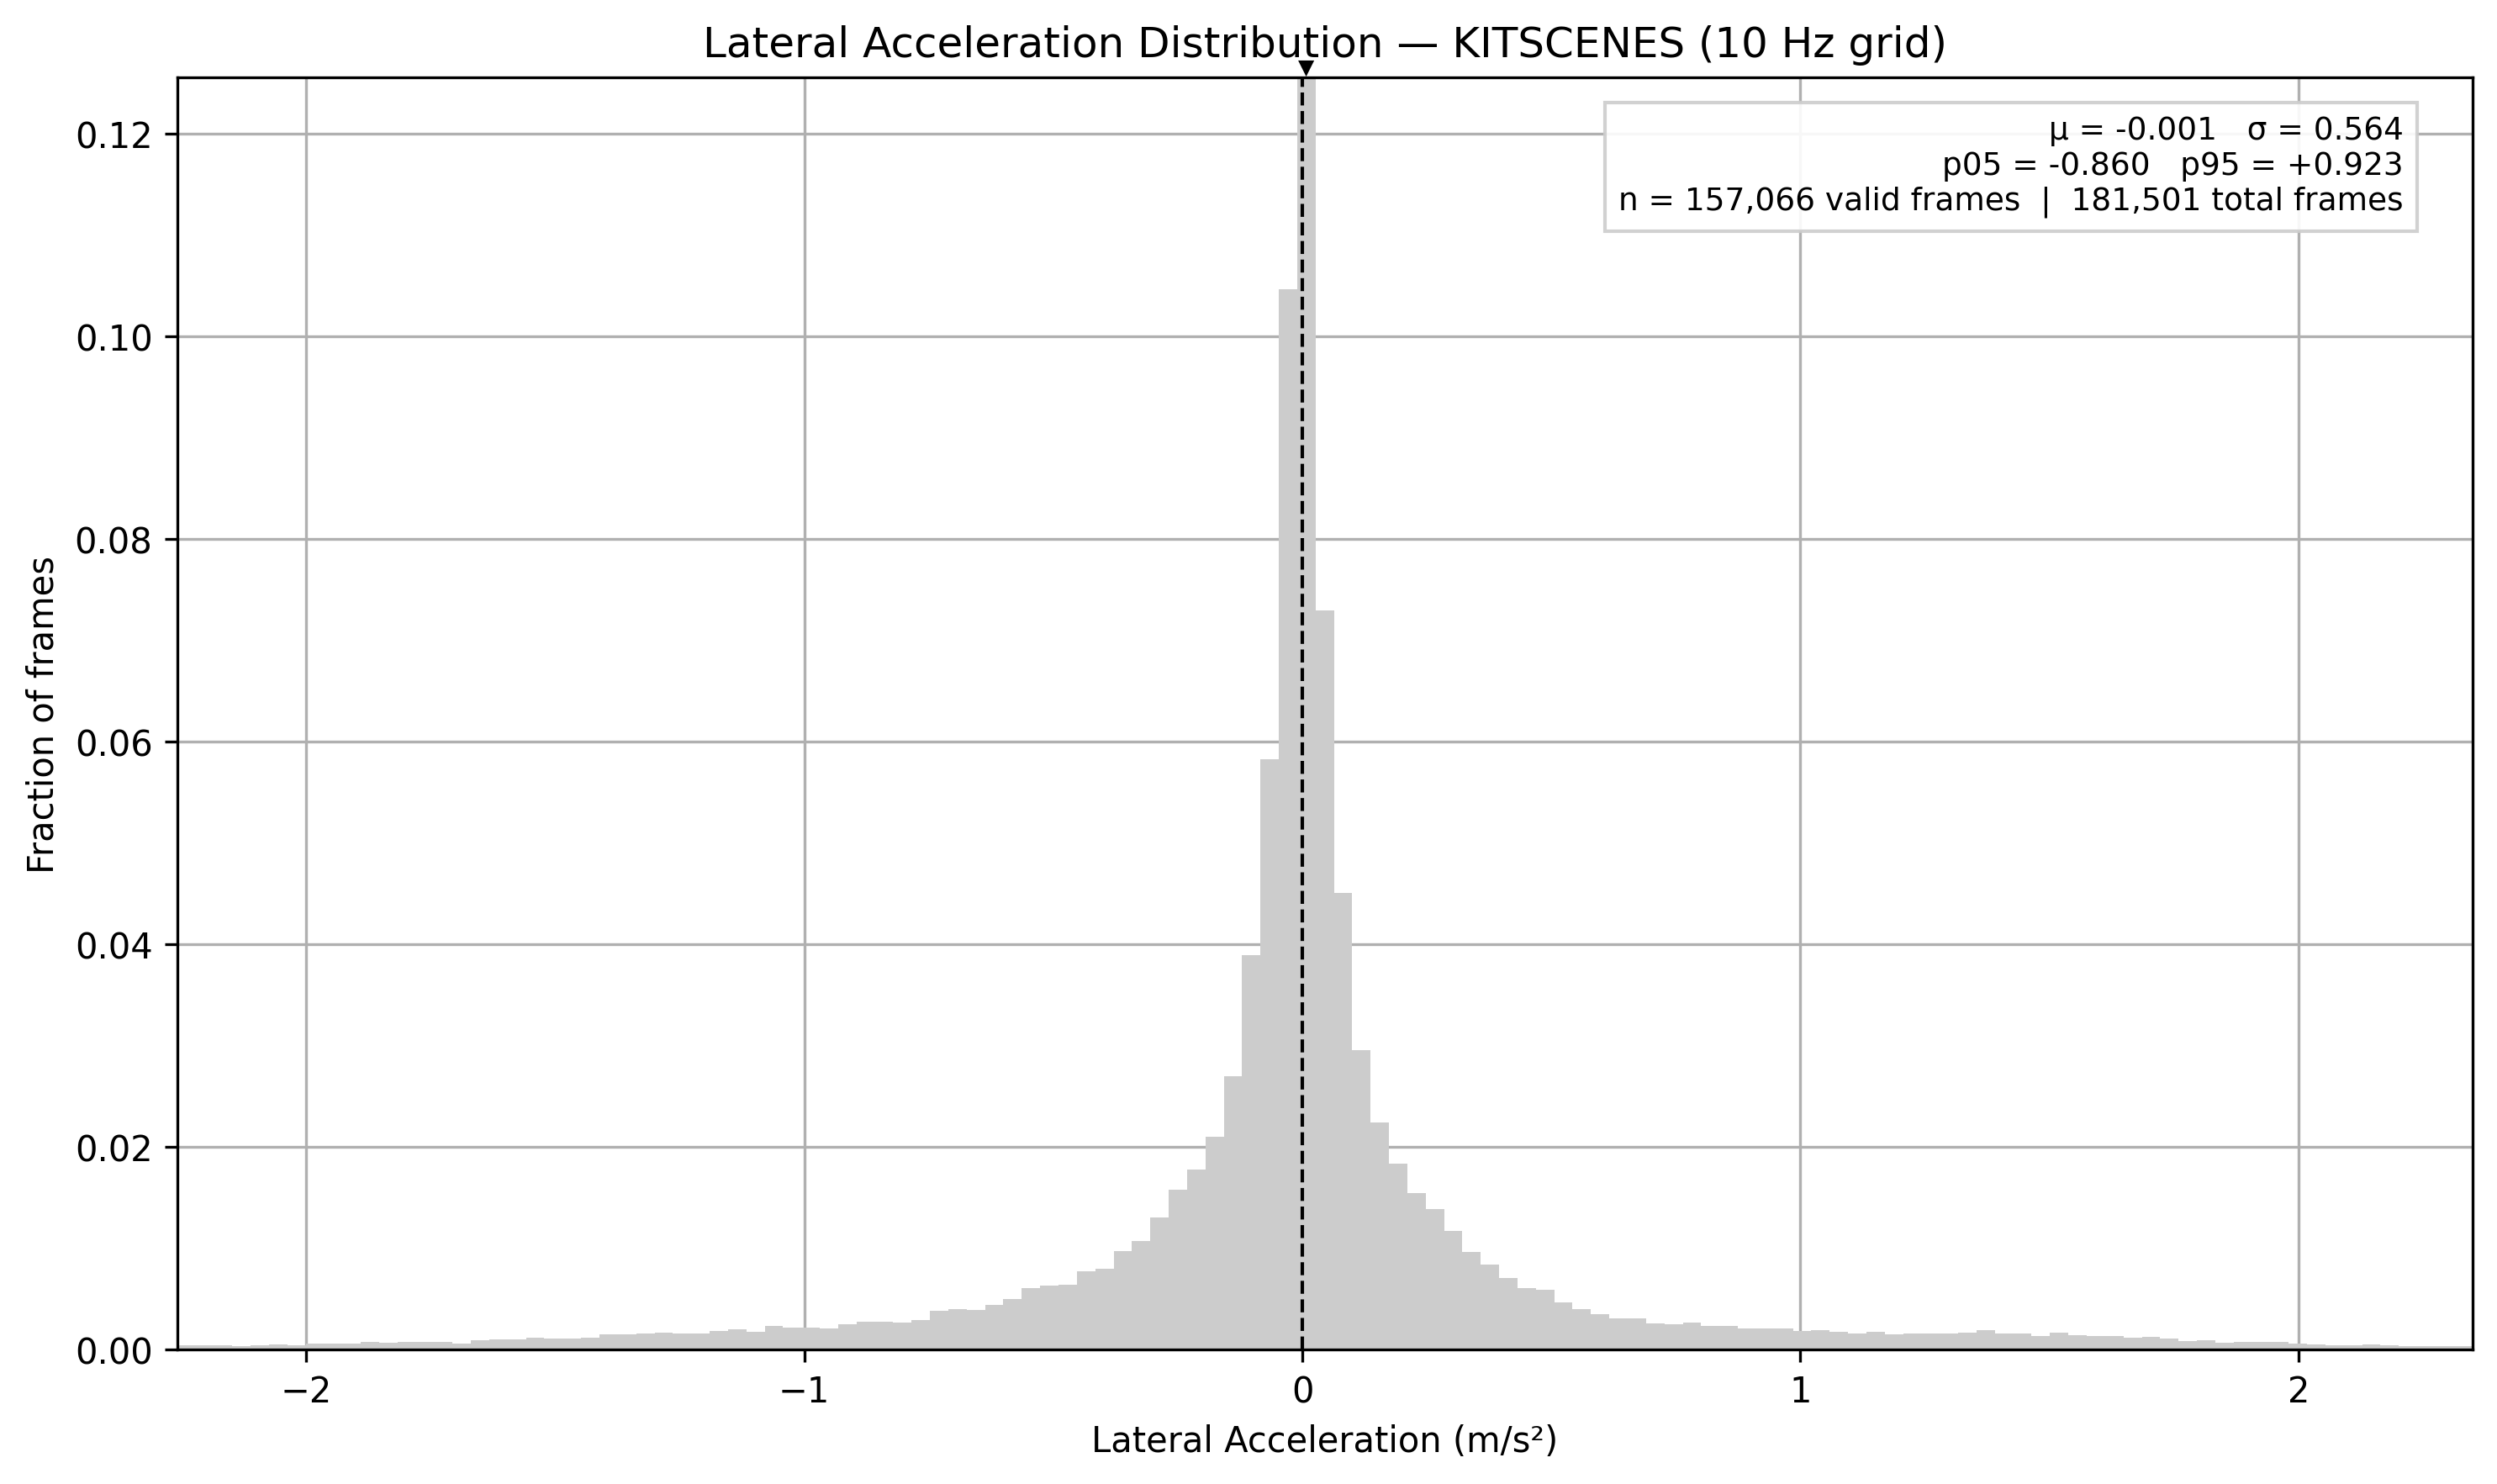 Lateral Acceleration Distribution — KITSCENES (10 Hz grid)
μ = -0.001   σ = 0.564
p05 = -0.860   p95 = +0.923
n = 157,066 valid frames  |  181,501 total frames
0.12
0.10
0.08
0.06
0.04
0.02
0.00
Fraction of frames
−2
−1
0
1
2
Lateral Acceleration (m/s²)